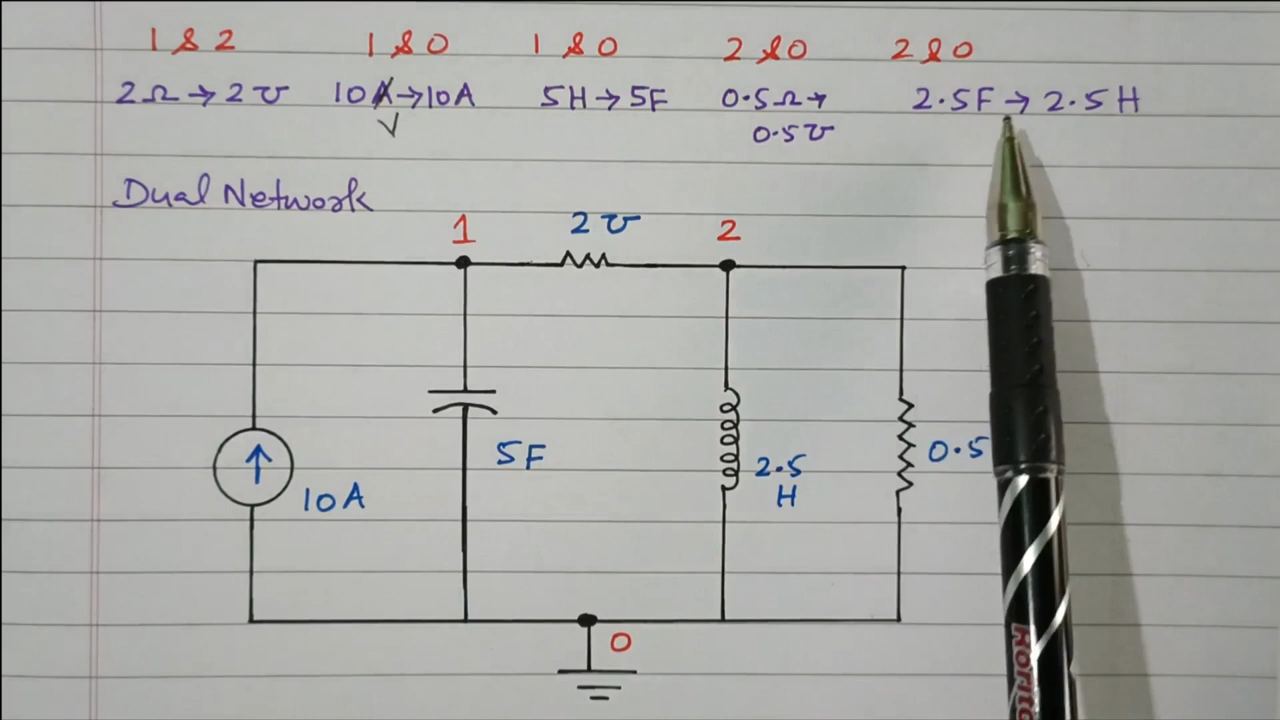 1 & 2 1 & 0 1 & 0 2 & 0 2 & 0
2Ω → 2℧ 10A → 10A 5H → 5F 0.5Ω → 2.5F → 2.5H
V 0.5℧
Dual Network
1 2℧ 2
5F 2.5 0.5
10A H
0